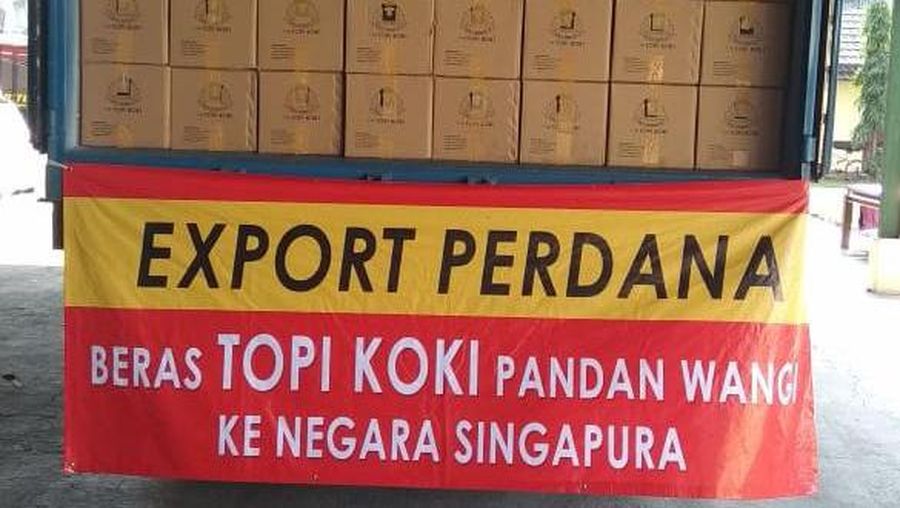 EXPORT PERDANA
BERAS TOPI KOKI PANDAN WANGI
KE NEGARA SINGAPURA